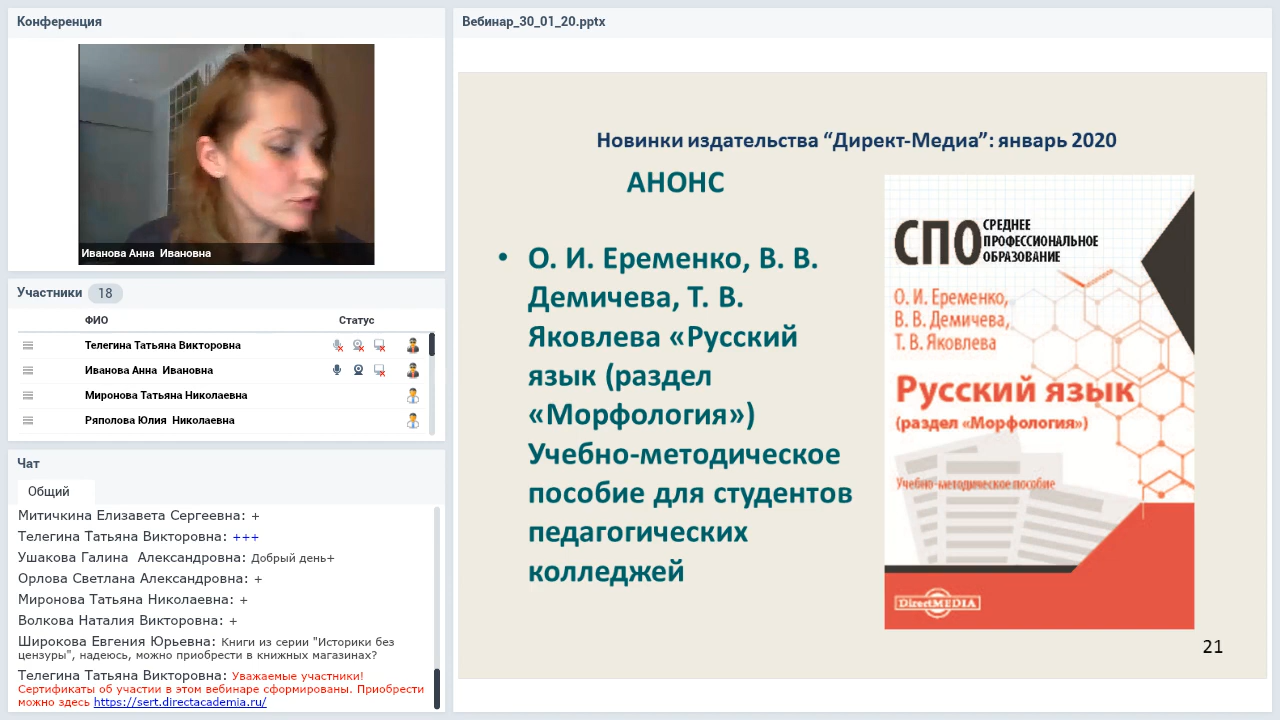 Конференция
Иванова Анна  Ивановна
Участники 18
ФИО Статус
Телегина Татьяна Викторовна
Иванова Анна  Ивановна
Миронова Татьяна Николаевна
Ряполова Юлия  Николаевна
Чат
Общий
Митичкина Елизавета Сергеевна: +
Телегина Татьяна Викторовна: +++
Ушакова Галина  Александровна: Добрый день+
Орлова Светлана Александровна: +
Миронова Татьяна Николаевна: +
Волкова Наталия Викторовна: +
Широкова Евгения Юрьевна: Книги из серии "Историки без
цензуры", надеюсь, можно приобрести в книжных магазинах?
Телегина Татьяна Викторовна: Уважаемые участники!
Сертификаты об участии в этом вебинаре сформированы. Приобрести
можно здесь https://sert.directacademia.ru/
Вебинар_30_01_20.pptx
Новинки издательства “Директ-Медиа”: январь 2020
АНОНС
• О. И. Еременко, В. В.
Демичева, Т. В.
Яковлева «Русский
язык (раздел
«Морфология»)
Учебно-методическое
пособие для студентов
педагогических
колледжей
СПО СРЕДНЕЕ
ПРОФЕССИОНАЛЬНОЕ
ОБРАЗОВАНИЕ
О. И. Еременко,
В. В. Демичева,
Т. В. Яковлева
Русский язык
(раздел «Морфология»)
Учебно-методическое пособие
DirectMEDIA
21